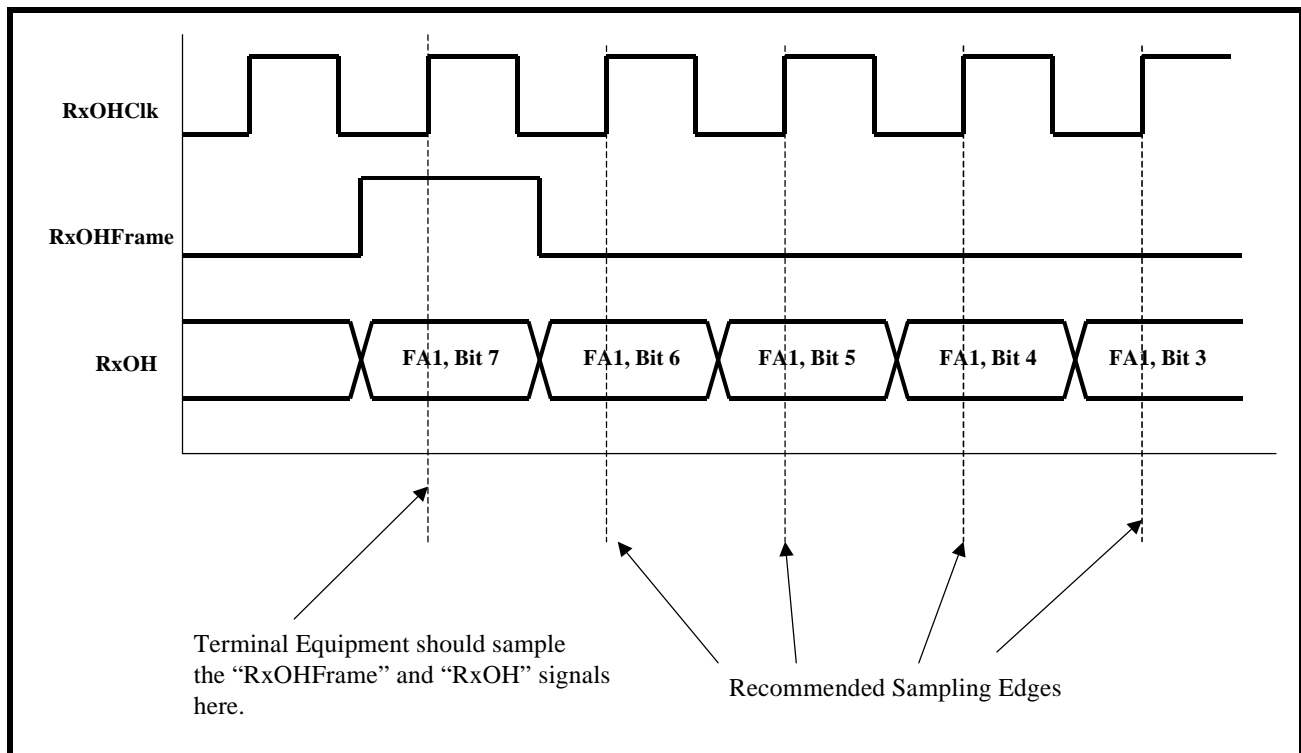 RxOHClk
RxOHFrame
RxOH
FA1, Bit 7
FA1, Bit 6
FA1, Bit 5
FA1, Bit 4
FA1, Bit 3
Terminal Equipment should sample
the “RxOHFrame” and “RxOH” signals
here.
Recommended Sampling Edges